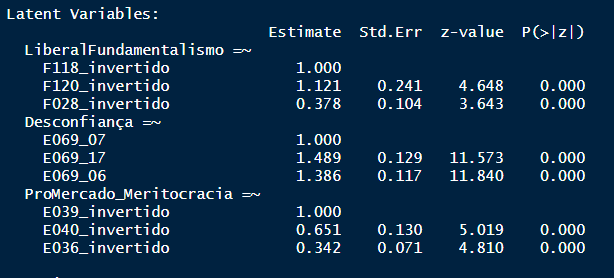 Latent Variables:
Estimate Std.Err z-value P(>|z|)
LiberalFundamentalismo =~
F118_invertido 1.000
F120_invertido 1.121 0.241 4.648 0.000
F028_invertido 0.378 0.104 3.643 0.000
Desconfiança =~
E069_07 1.000
E069_17 1.489 0.129 11.573 0.000
E069_06 1.386 0.117 11.840 0.000
ProMercado_Meritocracia =~
E039_invertido 1.000
E040_invertido 0.651 0.130 5.019 0.000
E036_invertido 0.342 0.071 4.810 0.000